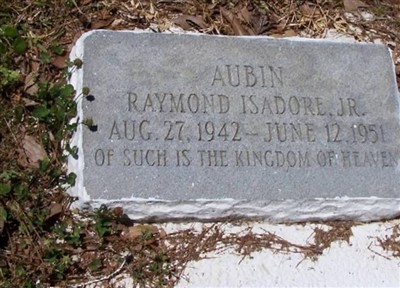 AUBIN
RAYMOND ISADORE, JR.
AUG. 27, 1942 — JUNE 12, 1951
OF SUCH IS THE KINGDOM OF HEAVEN